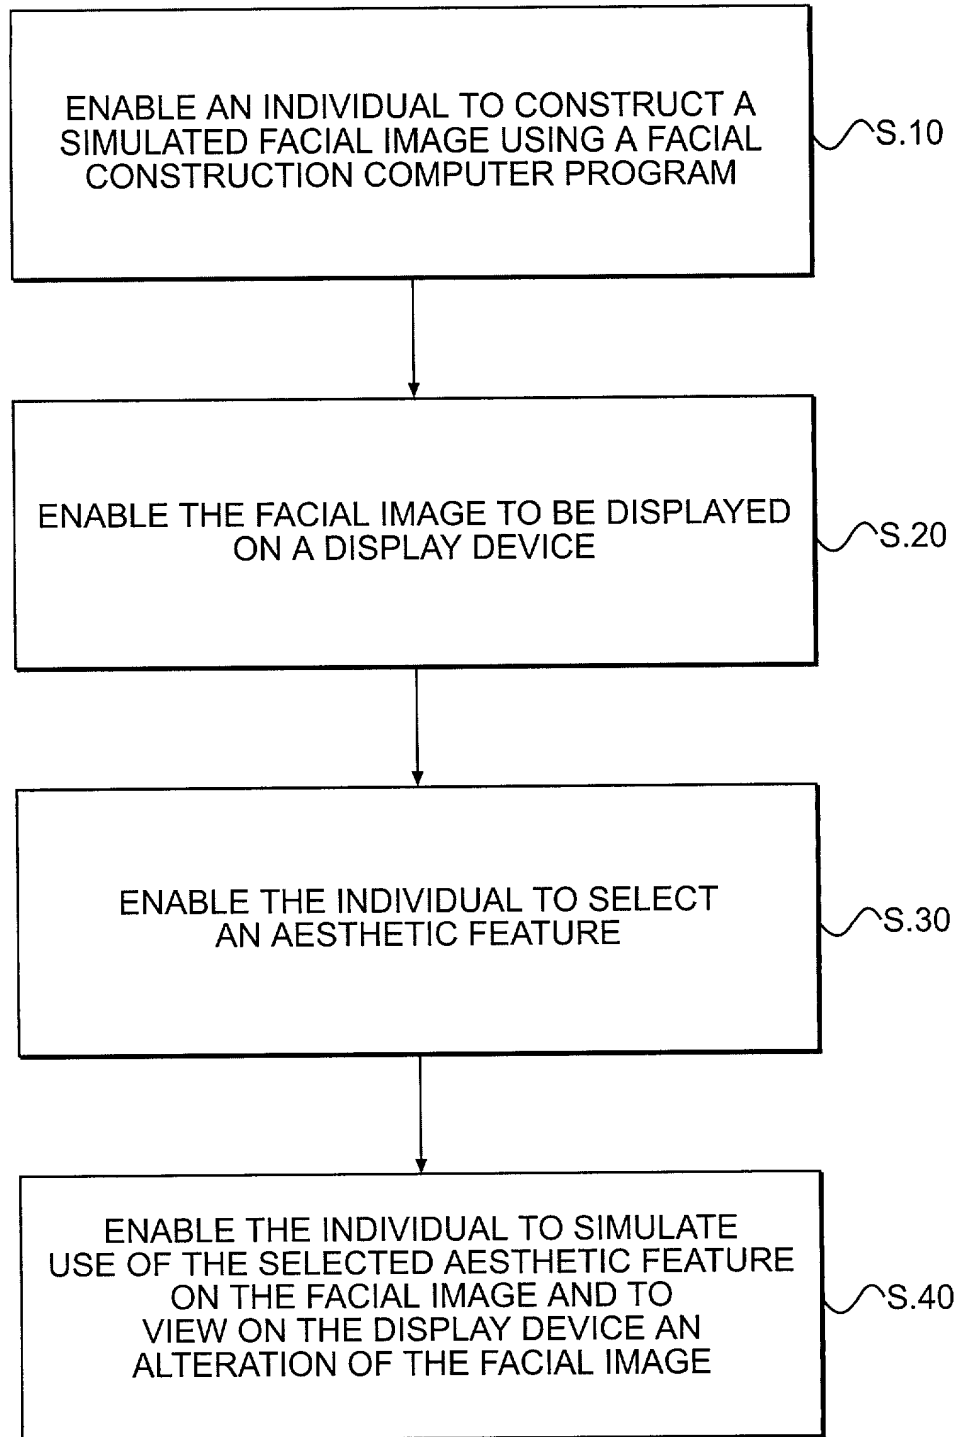 ENABLE AN INDIVIDUAL TO CONSTRUCT A
SIMULATED FACIAL IMAGE USING A FACIAL
CONSTRUCTION COMPUTER PROGRAM
S.10
ENABLE THE FACIAL IMAGE TO BE DISPLAYED
ON A DISPLAY DEVICE
S.20
ENABLE THE INDIVIDUAL TO SELECT
AN AESTHETIC FEATURE
S.30
ENABLE THE INDIVIDUAL TO SIMULATE
USE OF THE SELECTED AESTHETIC FEATURE
ON THE FACIAL IMAGE AND TO
VIEW ON THE DISPLAY DEVICE AN
ALTERATION OF THE FACIAL IMAGE
S.40